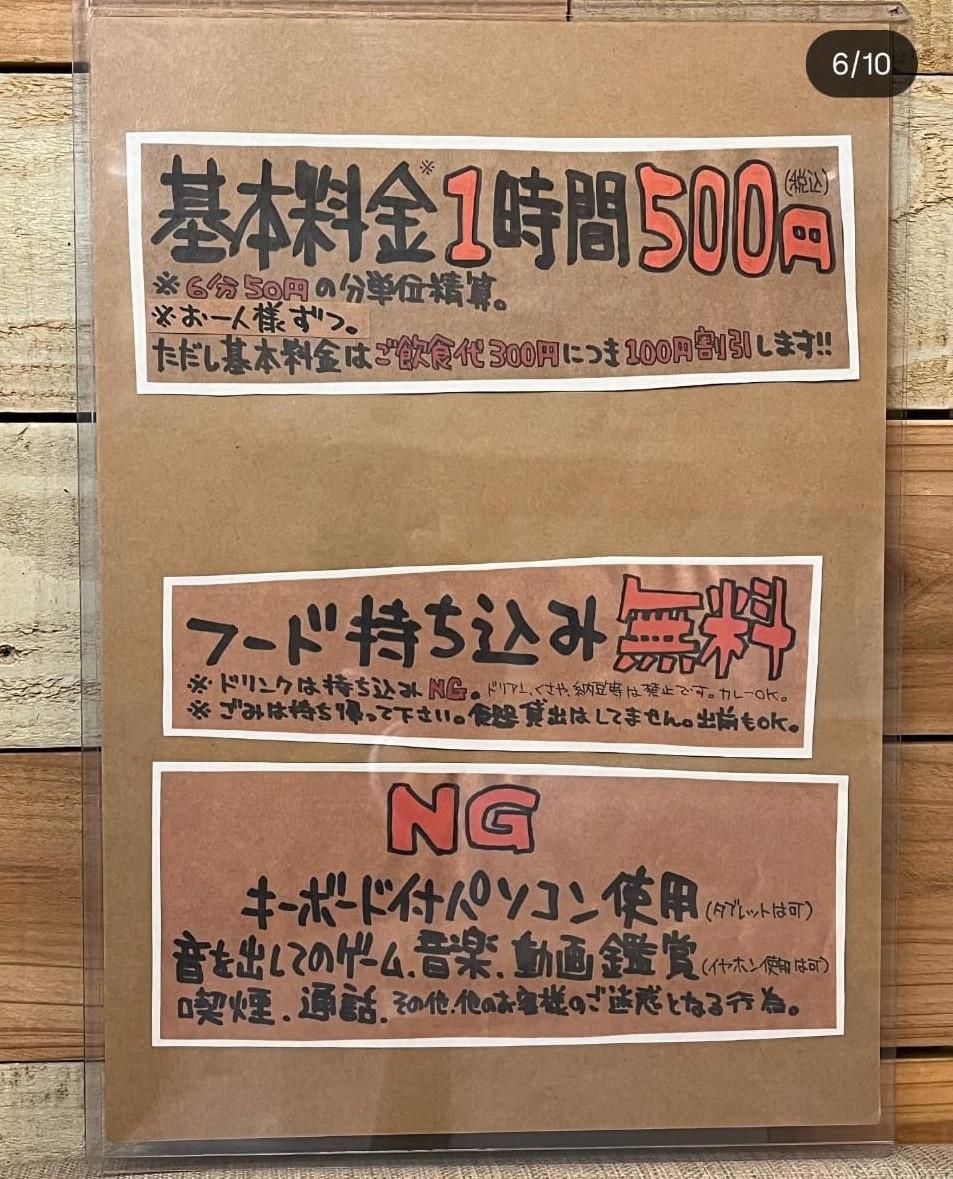 6/10
基本料金※1時間500円(税込)
※6分50円の分単位精算。
※お一人様ずつ。
ただし基本料金はご飲食代300円につき100円割引します!!
フード持ち込み無料
※ドリンクは持ち込みNG。ドリアン、くさや、納豆等は禁止です。カレーOK。
※ごみは持ち帰って下さい。食器貸出はしてません。出前もOK。
NG
キーボード付パソコン使用(タブレットは可)
音を出してのゲーム、音楽、動画鑑賞(イヤホン使用は可)
喫煙、通話、その他、他のお客様のご迷惑となる行為。